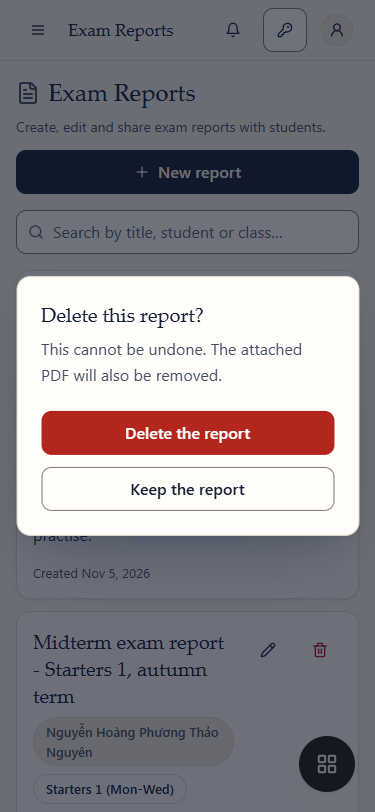 Exam Reports
Exam Reports
Create, edit and share exam reports with students.
New report
Search by title, student or class...
Delete this report?
This cannot be undone. The attached
PDF will also be removed.
Delete the report
Keep the report
practise.
Created Nov 5, 2026
Midterm exam report
- Starters 1, autumn
term
Nguyễn Hoàng Phương Thảo
Nguyên
Starters 1 (Mon-Wed)